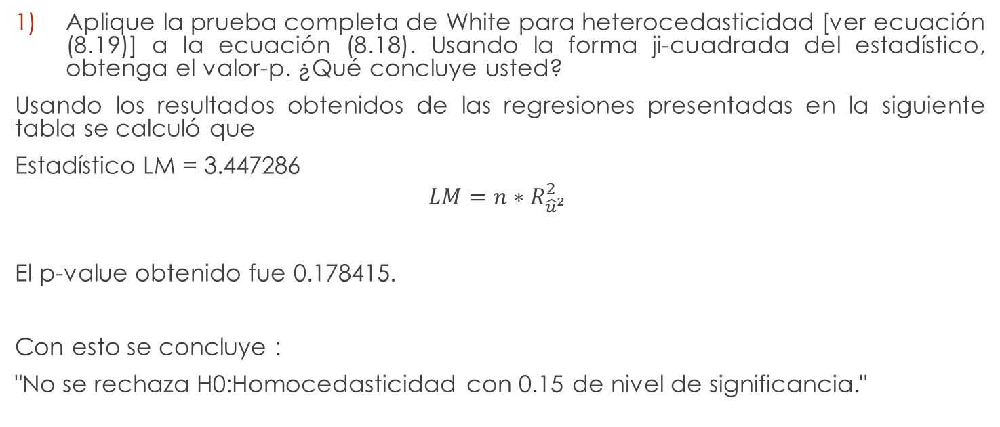 1) Aplique la prueba completa de White para heterocedasticidad [ver ecuación
(8.19)] a la ecuación (8.18). Usando la forma ji-cuadrada del estadístico,
obtenga el valor-p. ¿Qué concluye usted?
Usando los resultados obtenidos de las regresiones presentadas en la siguiente
tabla se calculó que
Estadístico LM = 3.447286
LM = n ∗ R²_û²
El p-value obtenido fue 0.178415.
Con esto se concluye :
"No se rechaza H0:Homocedasticidad con 0.15 de nivel de significancia."